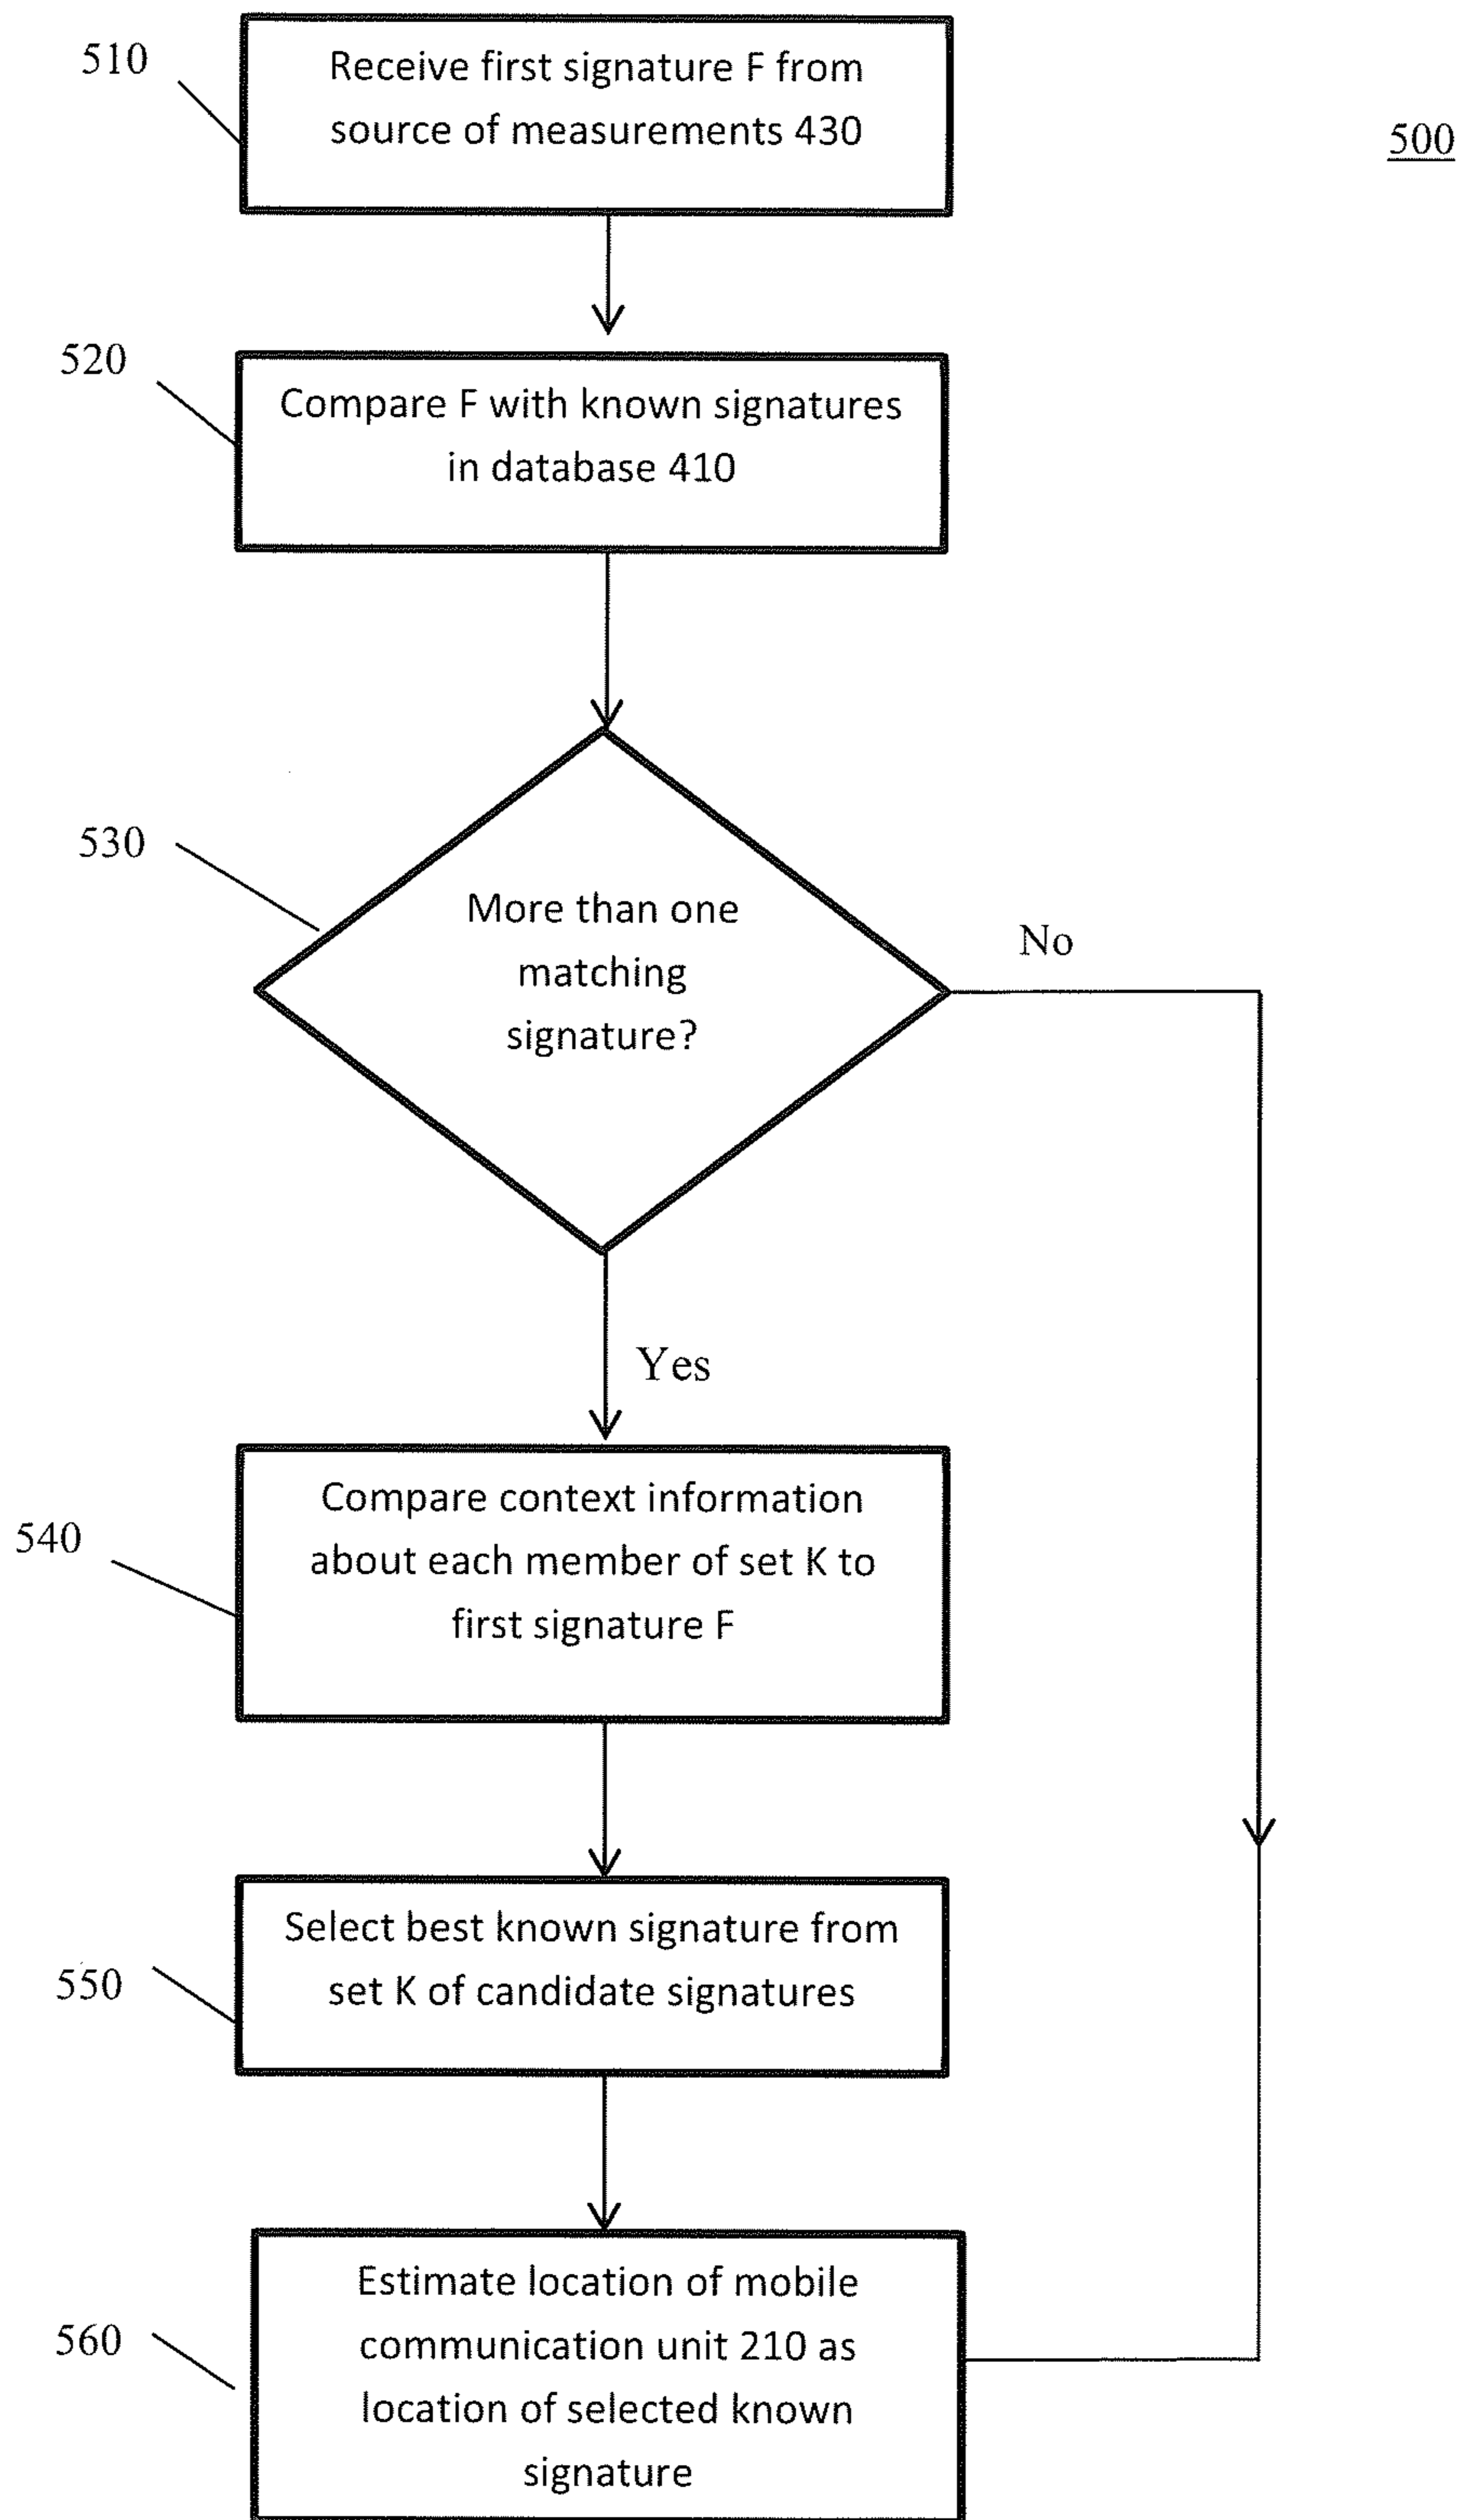 510
Receive first signature F from
source of measurements 430
500
520
Compare F with known signatures
in database 410
530
More than one
matching
signature?
No
Yes
540
Compare context information
about each member of set K to
first signature F
550
Select best known signature from
set K of candidate signatures
560
Estimate location of mobile
communication unit 210 as
location of selected known
signature